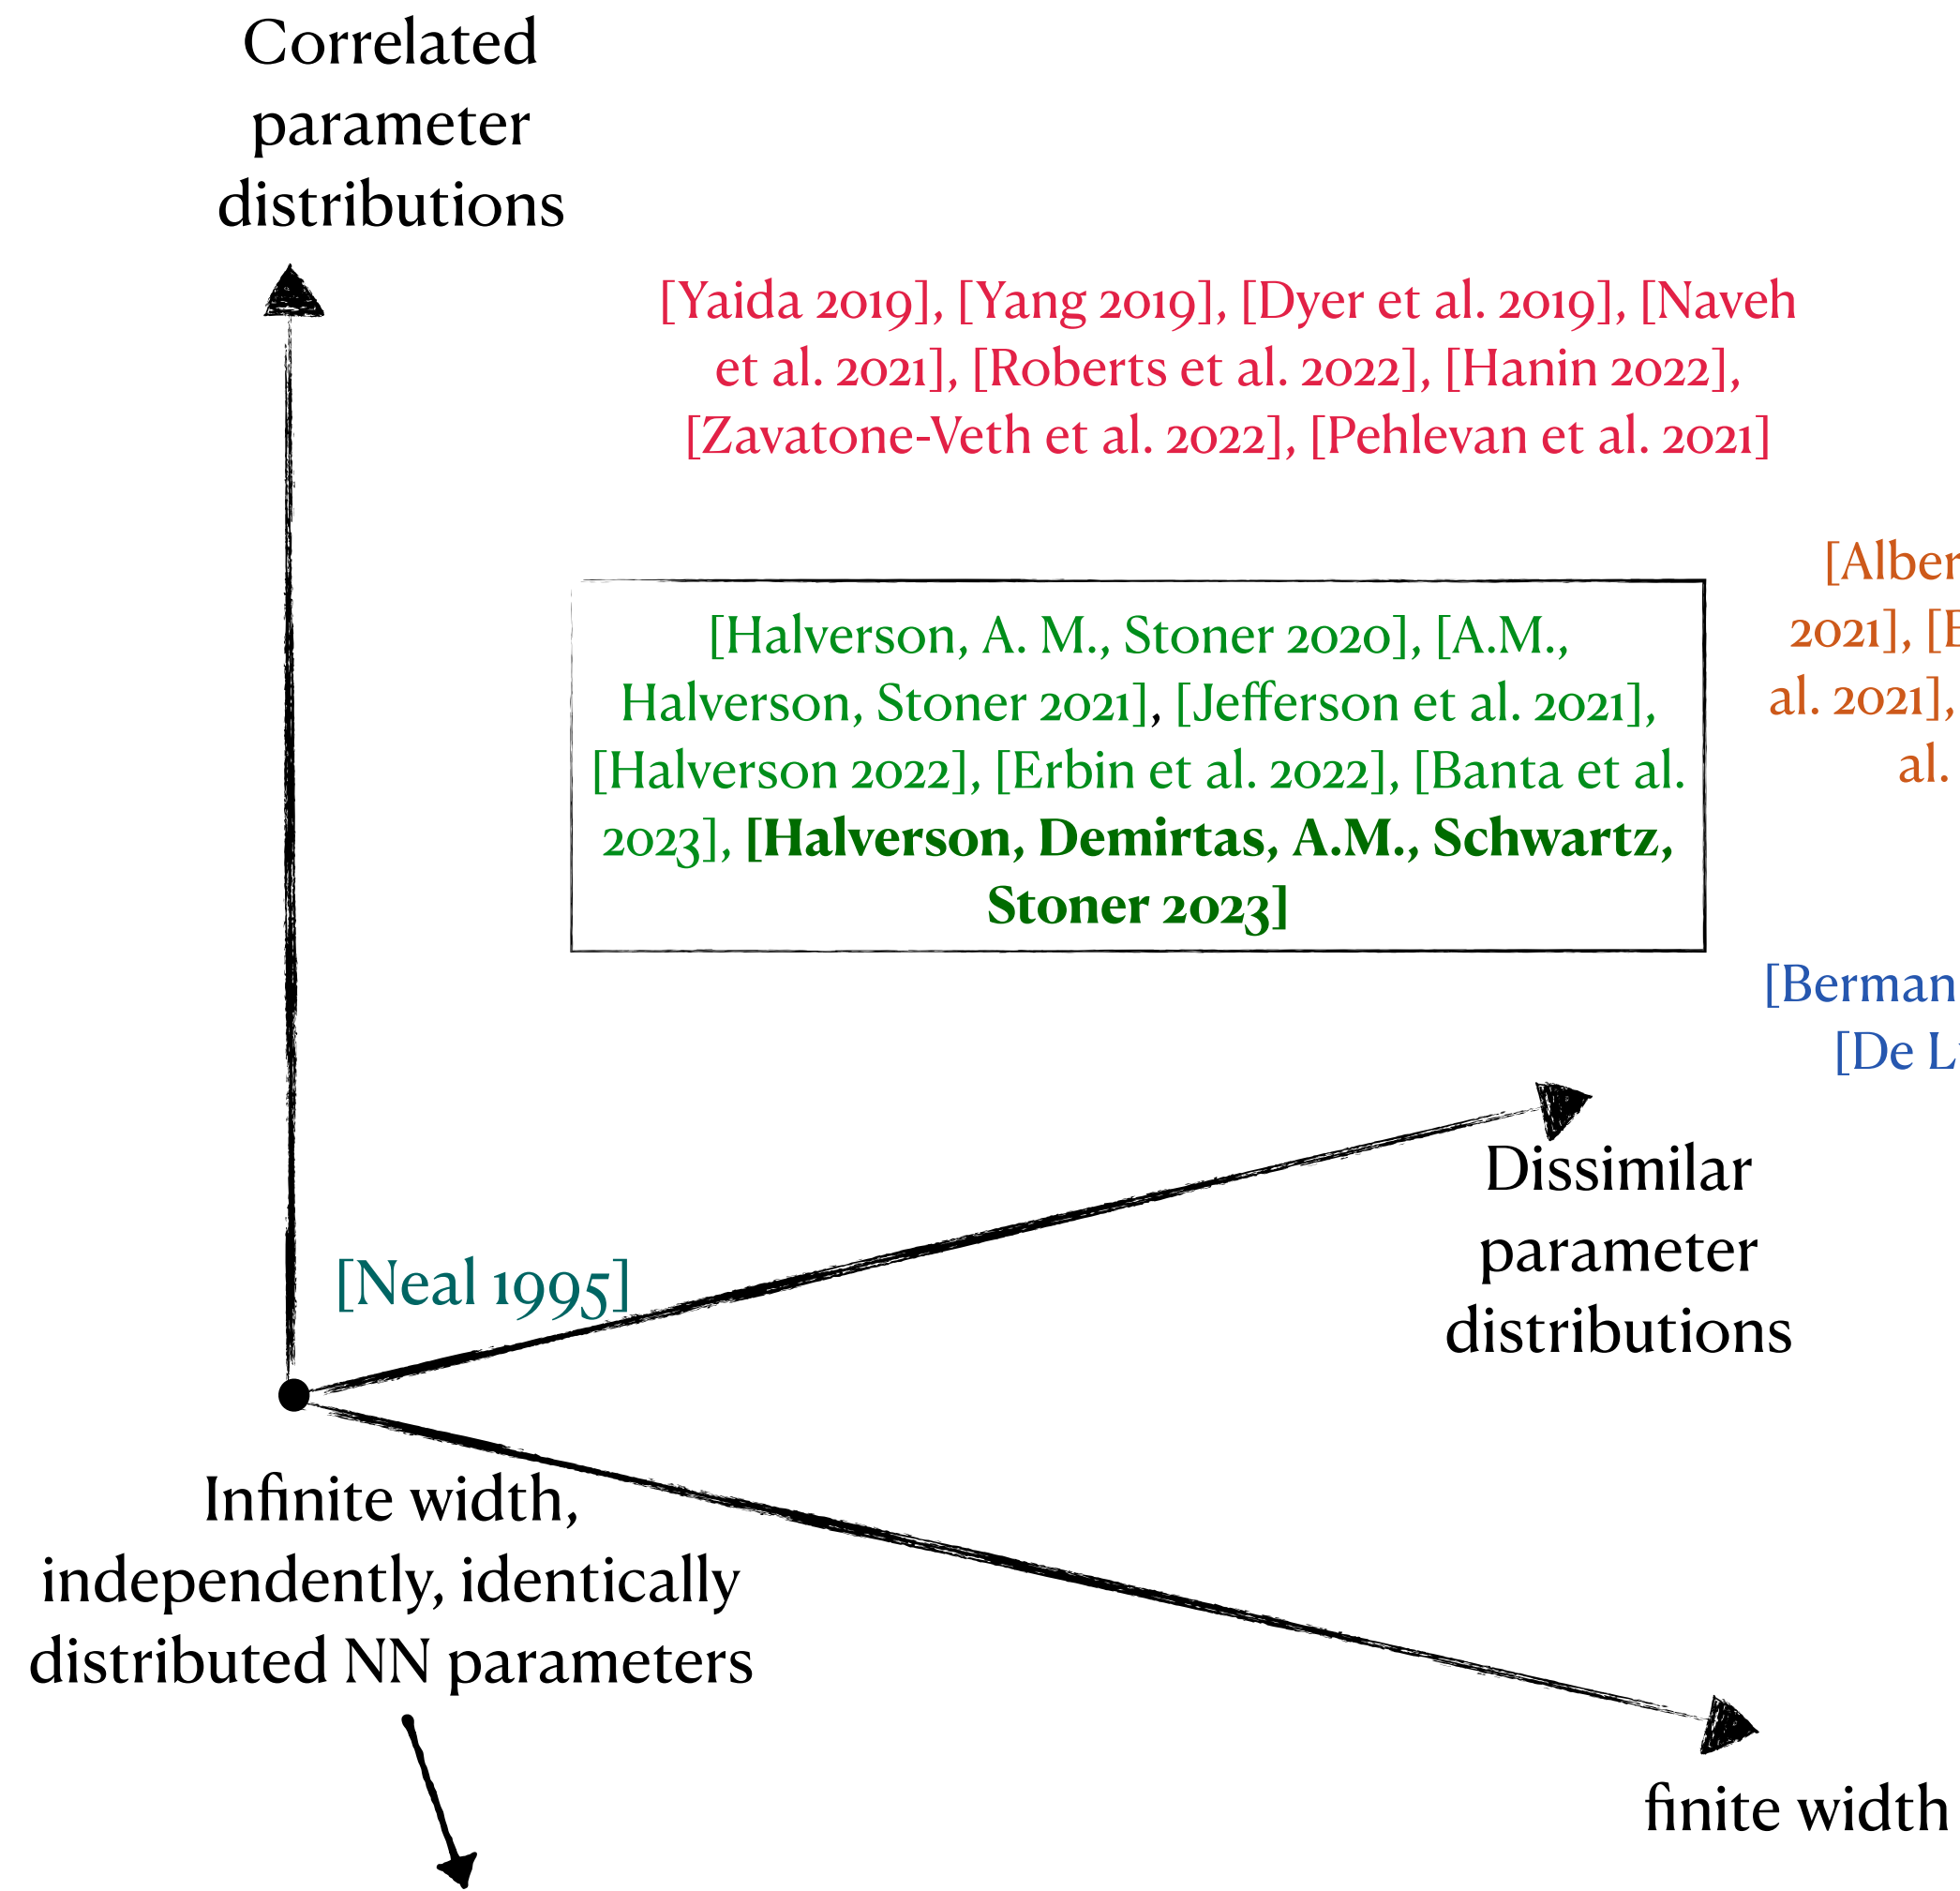 Correlated
parameter
distributions
[Yaida 2019], [Yang 2019], [Dyer et al. 2019], [Naveh
et al. 2021], [Roberts et al. 2022], [Hanin 2022],
[Zavatone-Veth et al. 2022], [Pehlevan et al. 2021]
2021],
al. 2021],
al.
[Halverson, A. M., Stoner 2020], [A.M.,
Halverson, Stoner 2021], [Jefferson et al. 2021],
[Halverson 2022], [Erbin et al. 2022], [Banta et al.
2023], [Halverson, Demirtas, A.M., Schwartz,
Stoner 2023]
[Berman
[De
Dissimilar
parameter
distributions
[Neal 1995]
Infinite width,
independently, identically
distributed NN parameters
finite width